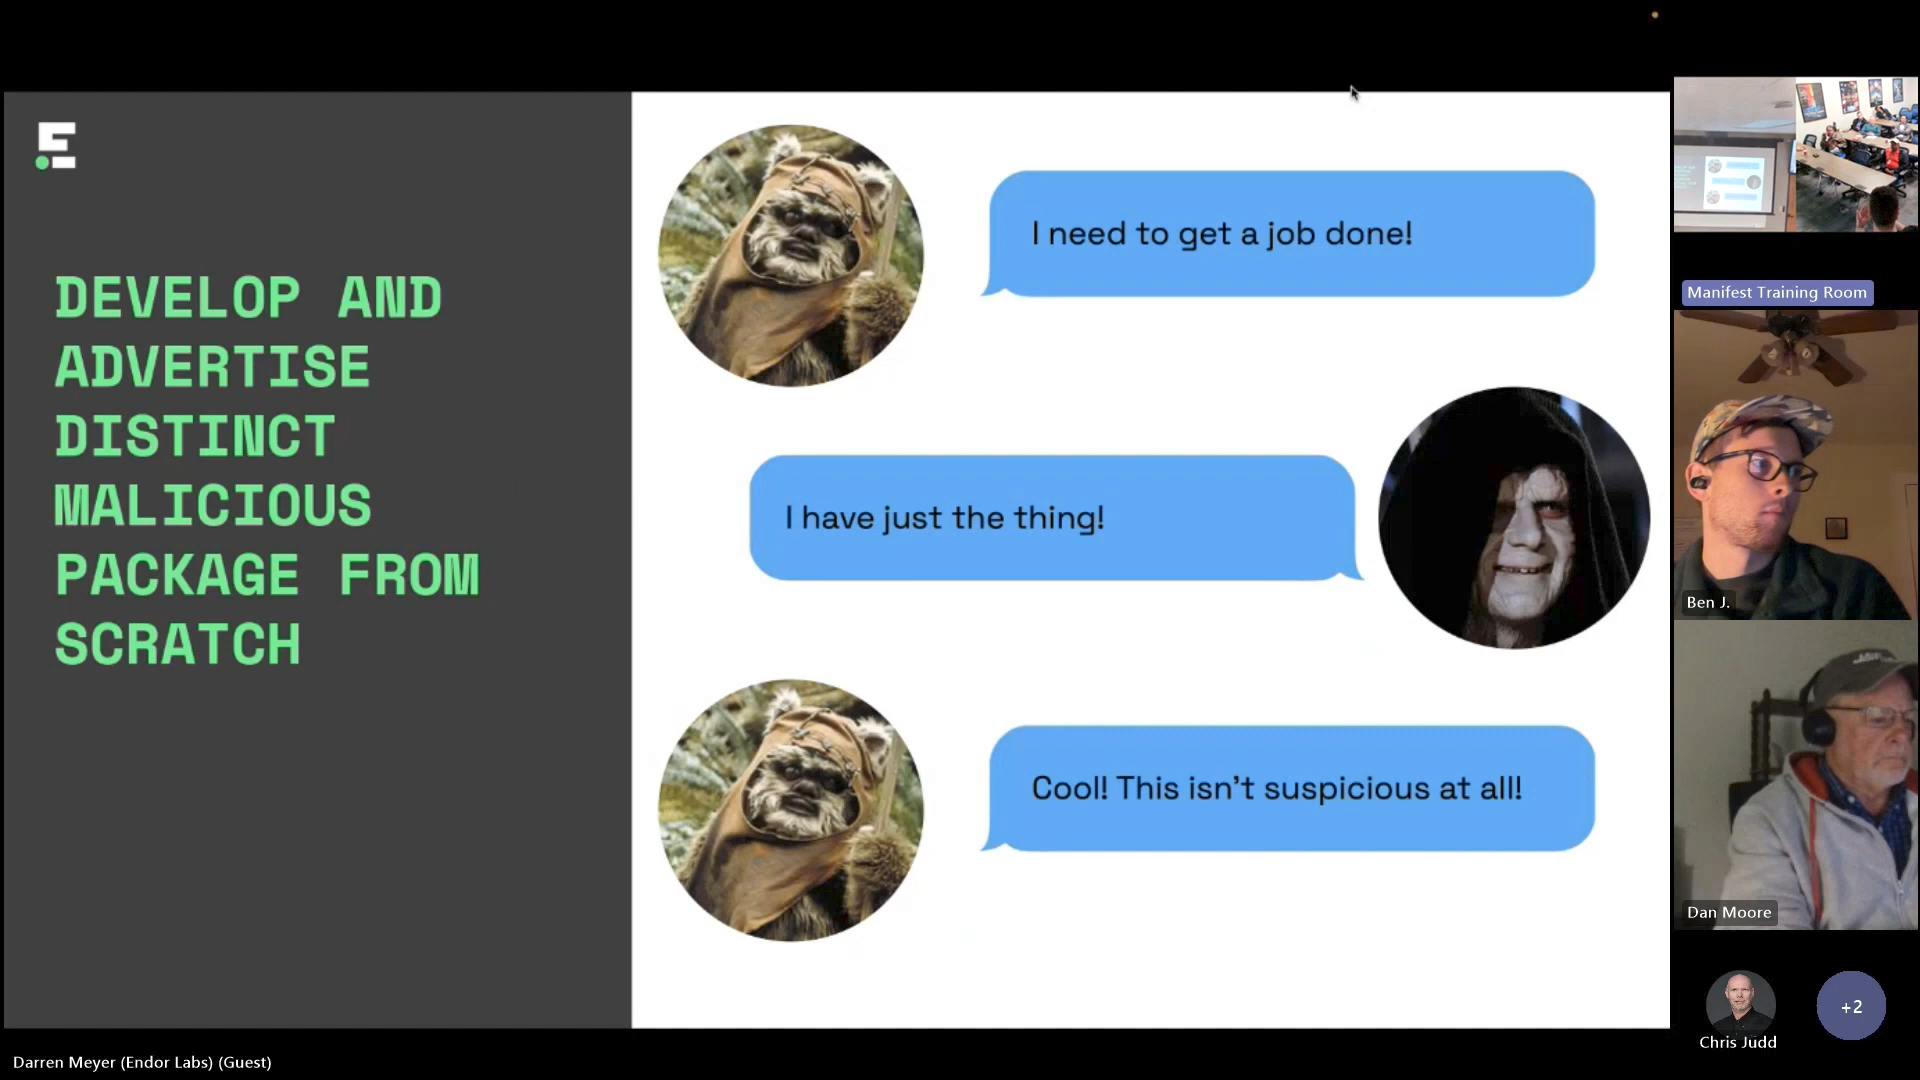 DEVELOP AND
ADVERTISE
DISTINCT
MALICIOUS
PACKAGE FROM
SCRATCH
I need to get a job done!
I have just the thing!
Cool! This isn't suspicious at all!
Manifest Training Room
Ben J.
Dan Moore
+2
Chris Judd
Darren Meyer (Endor Labs) (Guest)